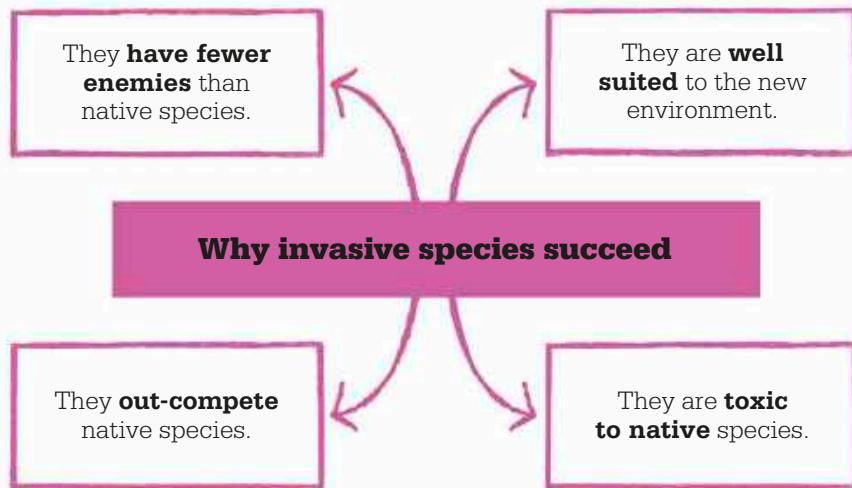 They have fewer
enemies than
native species.
They are well
suited to the new
environment.
Why invasive species succeed
They out-compete
native species.
They are toxic
to native species.